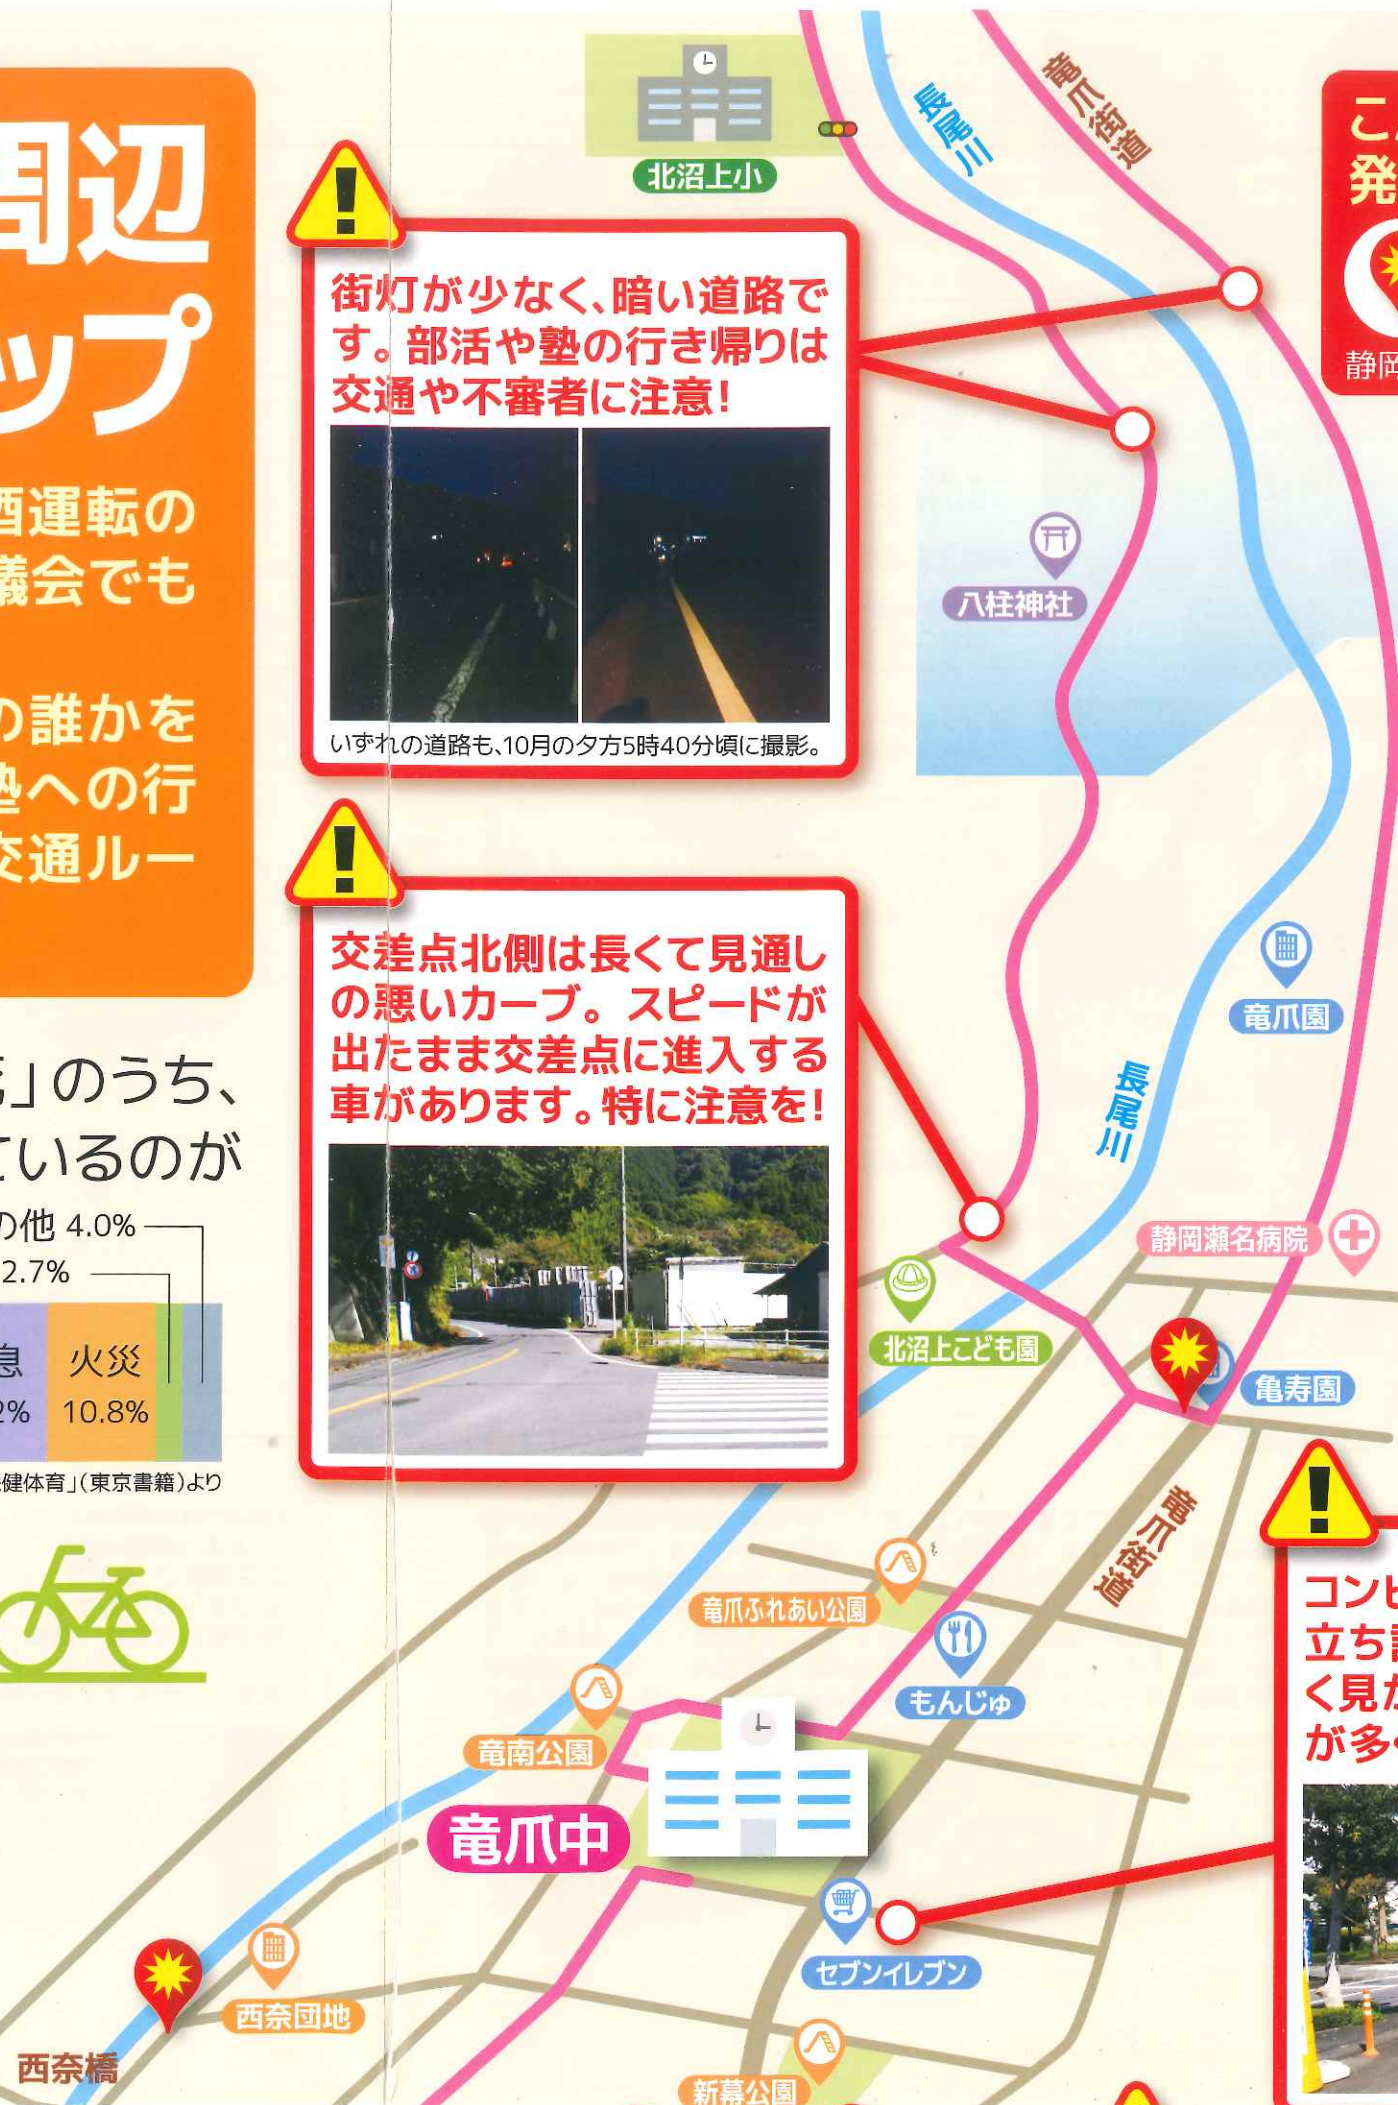 周辺
ップ
酒運転の
議会でも
の誰かを
塾への行
交通ルー
」のうち、
ているのが
の他 4.0%
2.7%
息
2%
火災
10.8%
健体育」(東京書籍)より
北沼上小
長尾川
竜爪街道
街灯が少なく、暗い道路で
す。部活や塾の行き帰りは
交通や不審者に注意!
いずれの道路も、10月の夕方5時40分頃に撮影。
八柱神社
交差点北側は長くて見通し
の悪いカーブ。スピードが
出たまま交差点に進入する
車があります。特に注意を!
竜爪園
長尾川
静岡瀬名病院
北沼上こども園
亀寿園
竜爪街道
竜爪ふれあい公園
もんじゅ
竜南公園
竜爪中
セブンイレブン
西奈団地
西奈橋
新幕公園
こ
発
静岡
コンビ
立ち
く見か
が多く